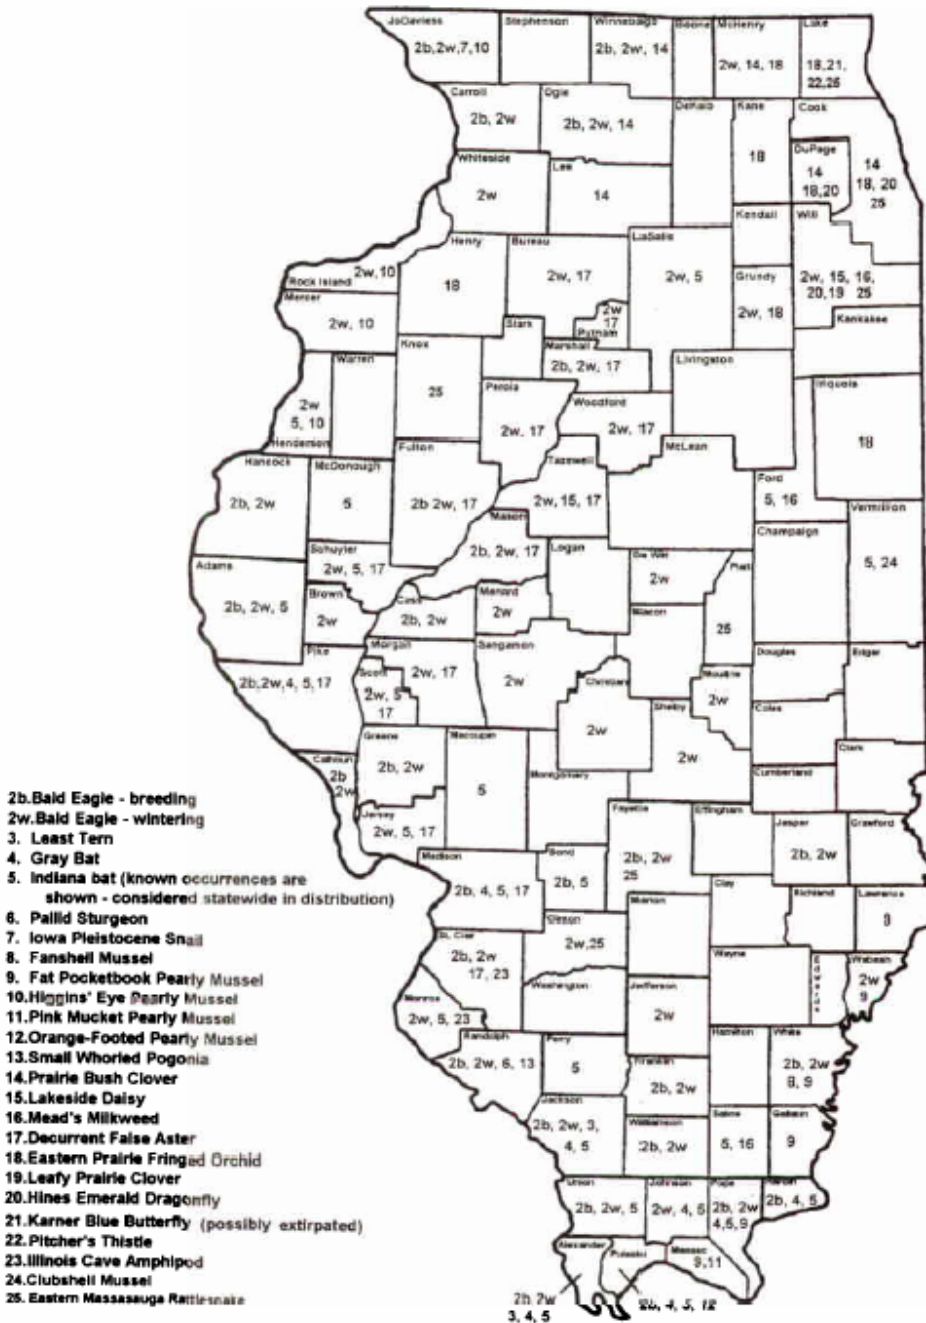 JoDaviess
2b,2w,7,10
Stephenson
Winnebago
2b, 2w, 14
Boone
McHenry
2w, 14, 18
Lake
18,21,
22,25
Carroll
2b, 2w
Ogle
2b, 2w, 14
DeKalb
Kane
18
Cook
14
18, 20
25
DuPage
14
18,20
Whiteside
2w
Lee
14
Kendall
Will
2w, 15, 16,
20,19 25
Rock Island
2w,10
Henry
18
Bureau
2w, 17
LaSalle
2w, 5
Grundy
2w, 18
Kankakee
Mercer
2w, 10
Stark
2w
17
Putnam
Knox
25
Marshall
2b, 2w, 17
Livingston
Warren
2w
5, 10
Henderson
Peoria
2w, 17
Woodford
2w, 17
Iriquois
18
Hancock
2b, 2w
McDonough
5
Fulton
2b 2w, 17
Tazewell
2w, 15, 17
McLean
Ford
5, 16
Vermillion
5, 24
Mason
2b, 2w, 17
Logan
Champaign
Schuyler
2w, 5, 17
De Witt
2w
Piatt
25
Adams
2b, 2w, 5
Brown
2w
Cass
2b, 2w
Menard
2w
Macon
Pike
2b,2w,4, 5,17
Morgan
2w, 17
Scott
2w, 5
17
Sangamon
2w
Christian
2w
Moultrie
2w
Douglas
Edgar
Shelby
2w
Coles
Greene
2b, 2w
Macoupin
5
Montgomery
Clark
Cumberland
Calhoun
2b
2w
Jersey
2w, 5, 17
Fayette
2b, 2w
25
Effingham
Jasper
2b, 2w
Crawford
Madison
2b, 4, 5, 17
Bond
2b, 5
Clay
Richland
Lawrence
Marion
St. Clair
2b, 2w
17, 23
Clinton
2w,25
Wayne
Edwards
Wabash
2w
9
Washington
Jefferson
2w
Monroe
2w, 5, 23
Randolph
2b, 2w, 6, 13
Perry
5
Hamilton
White
2b, 2w
8, 9
Franklin
2b, 2w
Jackson
2b, 2w, 3,
4, 5
Williamson
2b, 2w
Saline
5, 16
Gallatin
9
Union
2b, 2w, 5
Johnson
2w, 4, 5
Pope
2b, 2w
4,5,9
Hardin
2b, 4, 5
Alexander
2b, 2w
3, 4, 5
Pulaski
2b, 4, 5, 12
Massac
9,11
2b.Bald Eagle - breeding
2w.Bald Eagle - wintering
3. Least Tern
4. Gray Bat
5. Indiana bat (known occurrences are
shown - considered statewide in distribution)
6. Pallid Sturgeon
7. Iowa Pleistocene Snail
8. Fanshell Mussel
9. Fat Pocketbook Pearly Mussel
10.Higgins' Eye Pearly Mussel
11.Pink Mucket Pearly Mussel
12.Orange-Footed Pearly Mussel
13.Small Whorled Pogonia
14.Prairie Bush Clover
15.Lakeside Daisy
16.Mead's Milkweed
17.Decurrent False Aster
18.Eastern Prairie Fringed Orchid
19.Leafy Prairie Clover
20.Hines Emerald Dragonfly
21.Karner Blue Butterfly (possibly extirpated)
22.Pitcher's Thistle
23.Illinois Cave Amphipod
24.Clubshell Mussel
25. Eastern Massasauga Rattlesnake